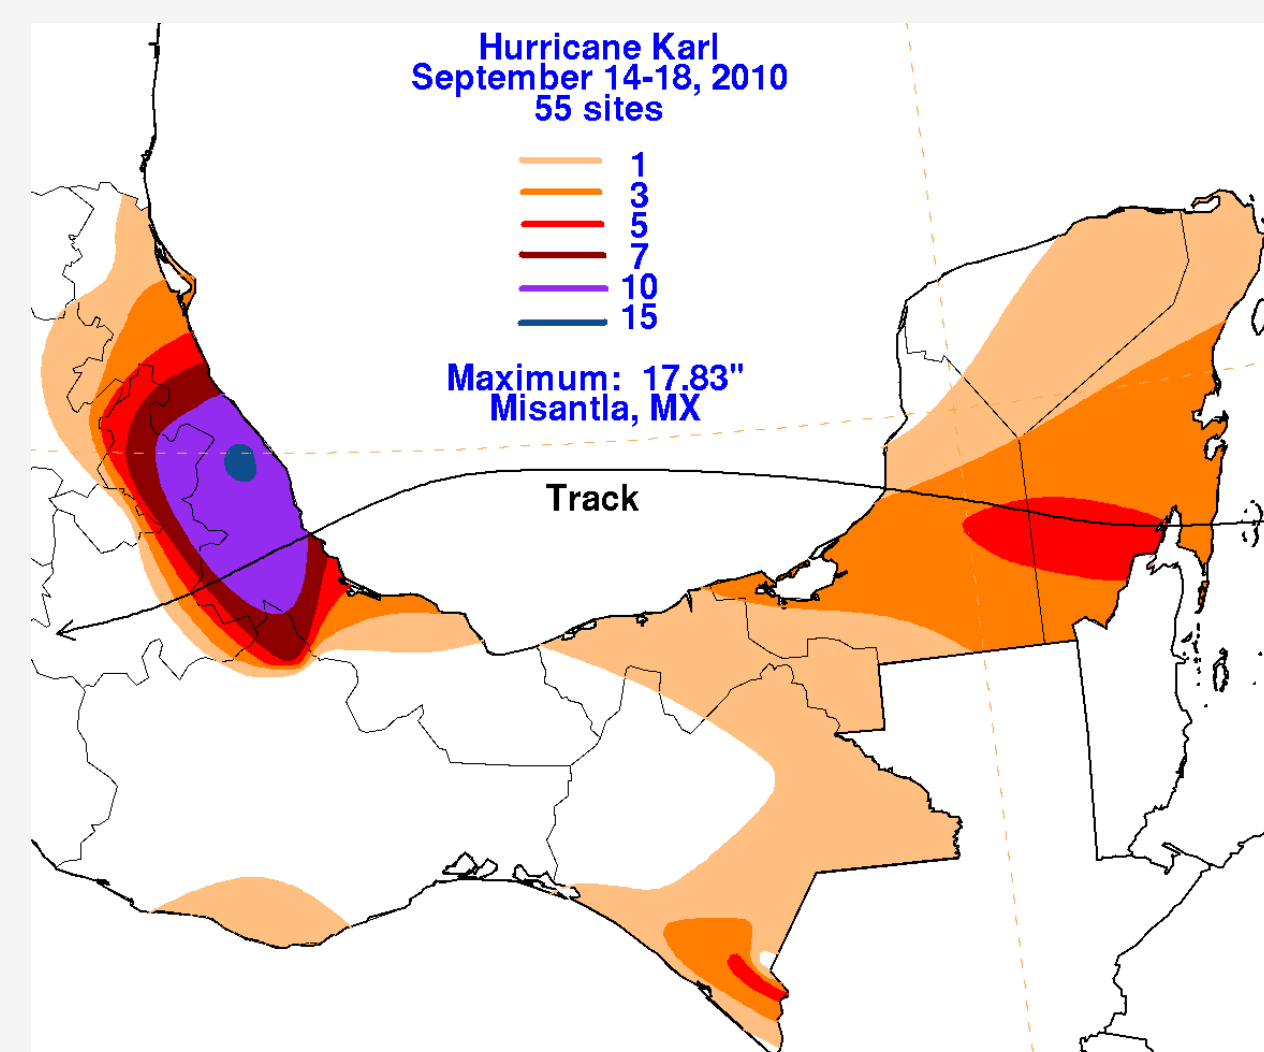 Hurricane Karl
September 14-18, 2010
55 sites
1
3
5
7
10
15
Maximum: 17.83"
Misantla, MX
Track